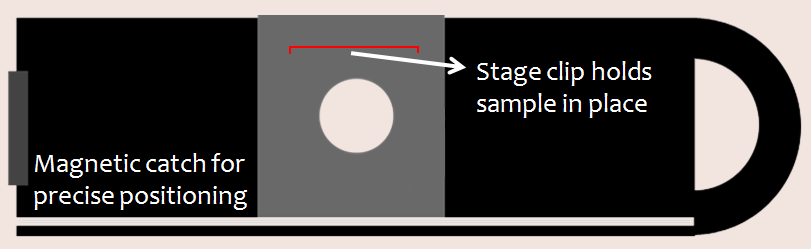 Stage clip holds
sample in place
Magnetic catch for
precise positioning